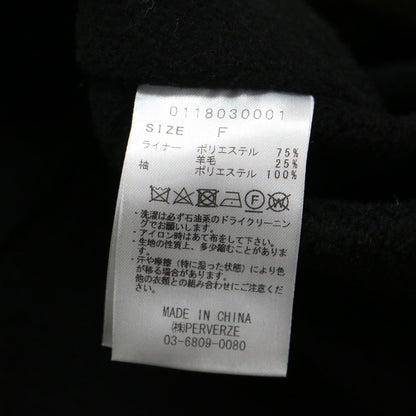 0118030001
SIZE F
ライナー ポリエステル 75%
羊毛 25%
袖 ポリエステル 100%
・洗濯は必ず石油系のドライクリーニン
グでお願いします。
・アイロン時はあて布をして下さい。
・生地の性質上、多少縮むことがありま
す。
・汗や摩擦(特に湿った状態)により色
が移る場合があります。
他の衣類との組み合わせにご注意下さ
い。
MADE IN CHINA
㈱PERVERZE
03-6809-0080